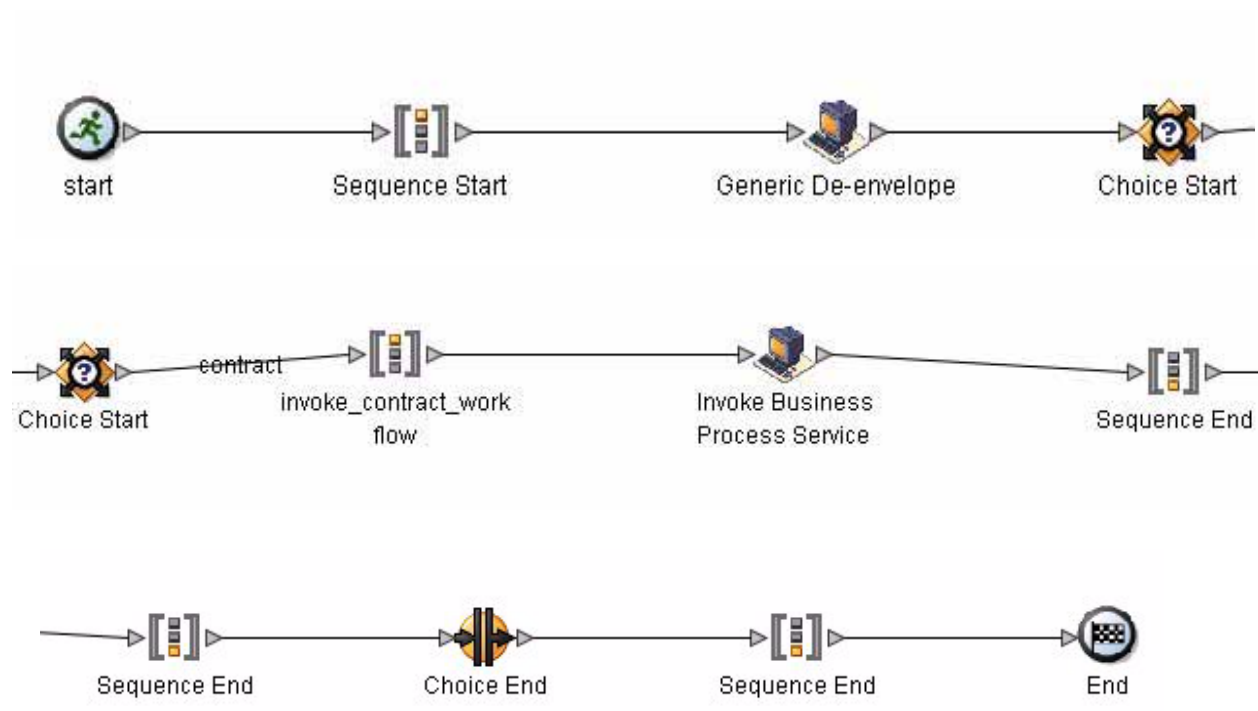 start
Sequence Start
Generic De-envelope
Choice Start
contract
Choice Start
invoke_contract_work
flow
Invoke Business
Process Service
Sequence End
Sequence End
Choice End
Sequence End
End